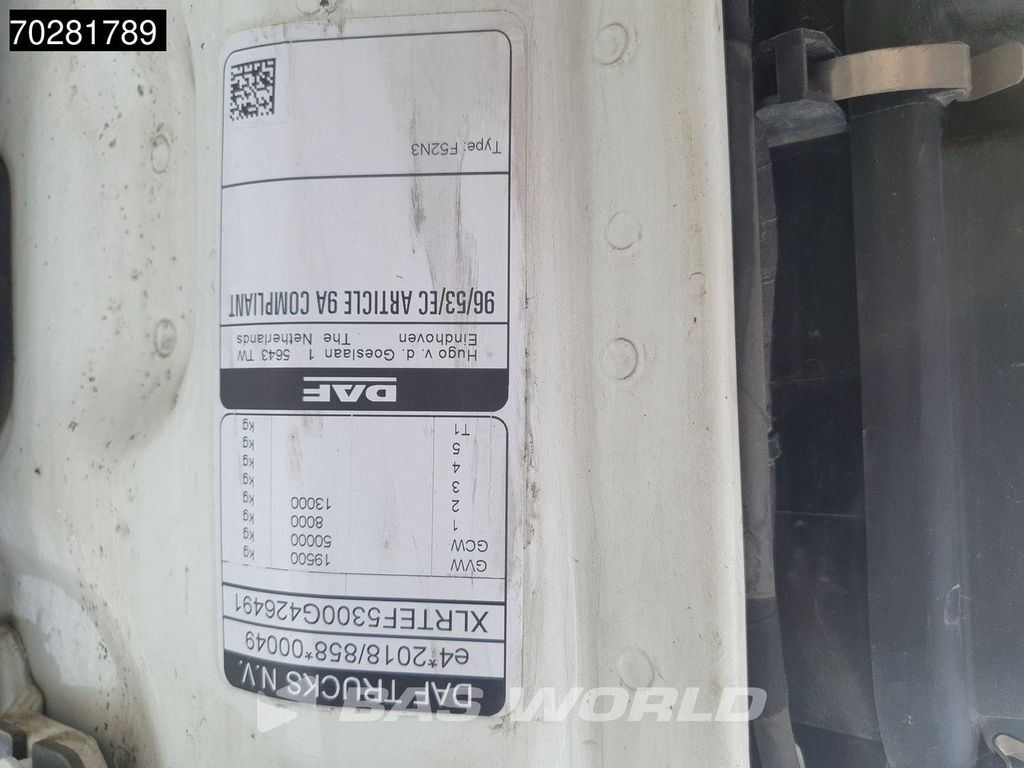 70281789
DAF TRUCKS N.V.
e4*2018/858*00049
XLRTEF5300G426491
GVW 19500 kg
GCW 50000 kg
1 8000 kg
2 13000 kg
3 kg
4 kg
5 kg
T1 kg
DAF
Hugo v. d. Goeslaan 1 5643 TW
Eindhoven The Netherlands
96/53/EC ARTICLE 9A COMPLIANT
Type: F52N3
BAS WORLD